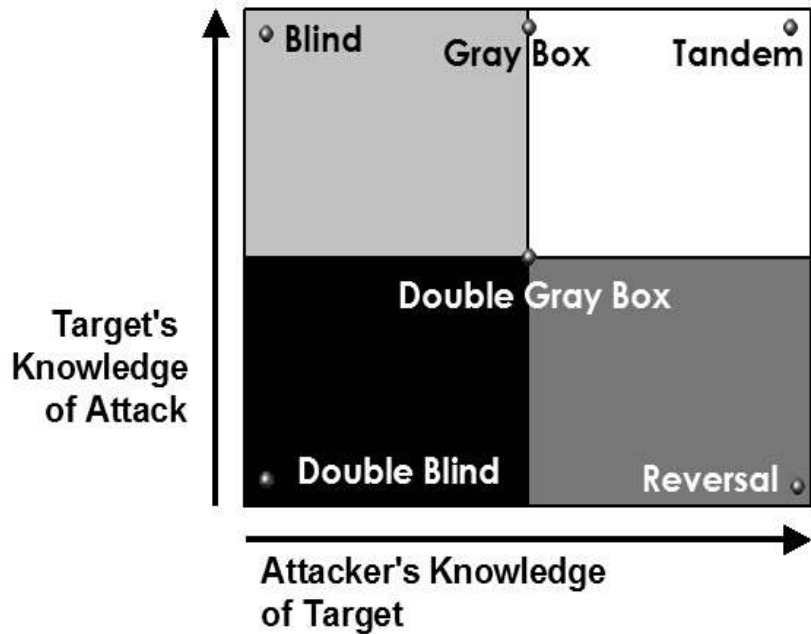 Blind
Gray Box
Tandem
Double Gray Box
Target's
Knowledge
of Attack
Double Blind
Reversal
Attacker's Knowledge
of Target